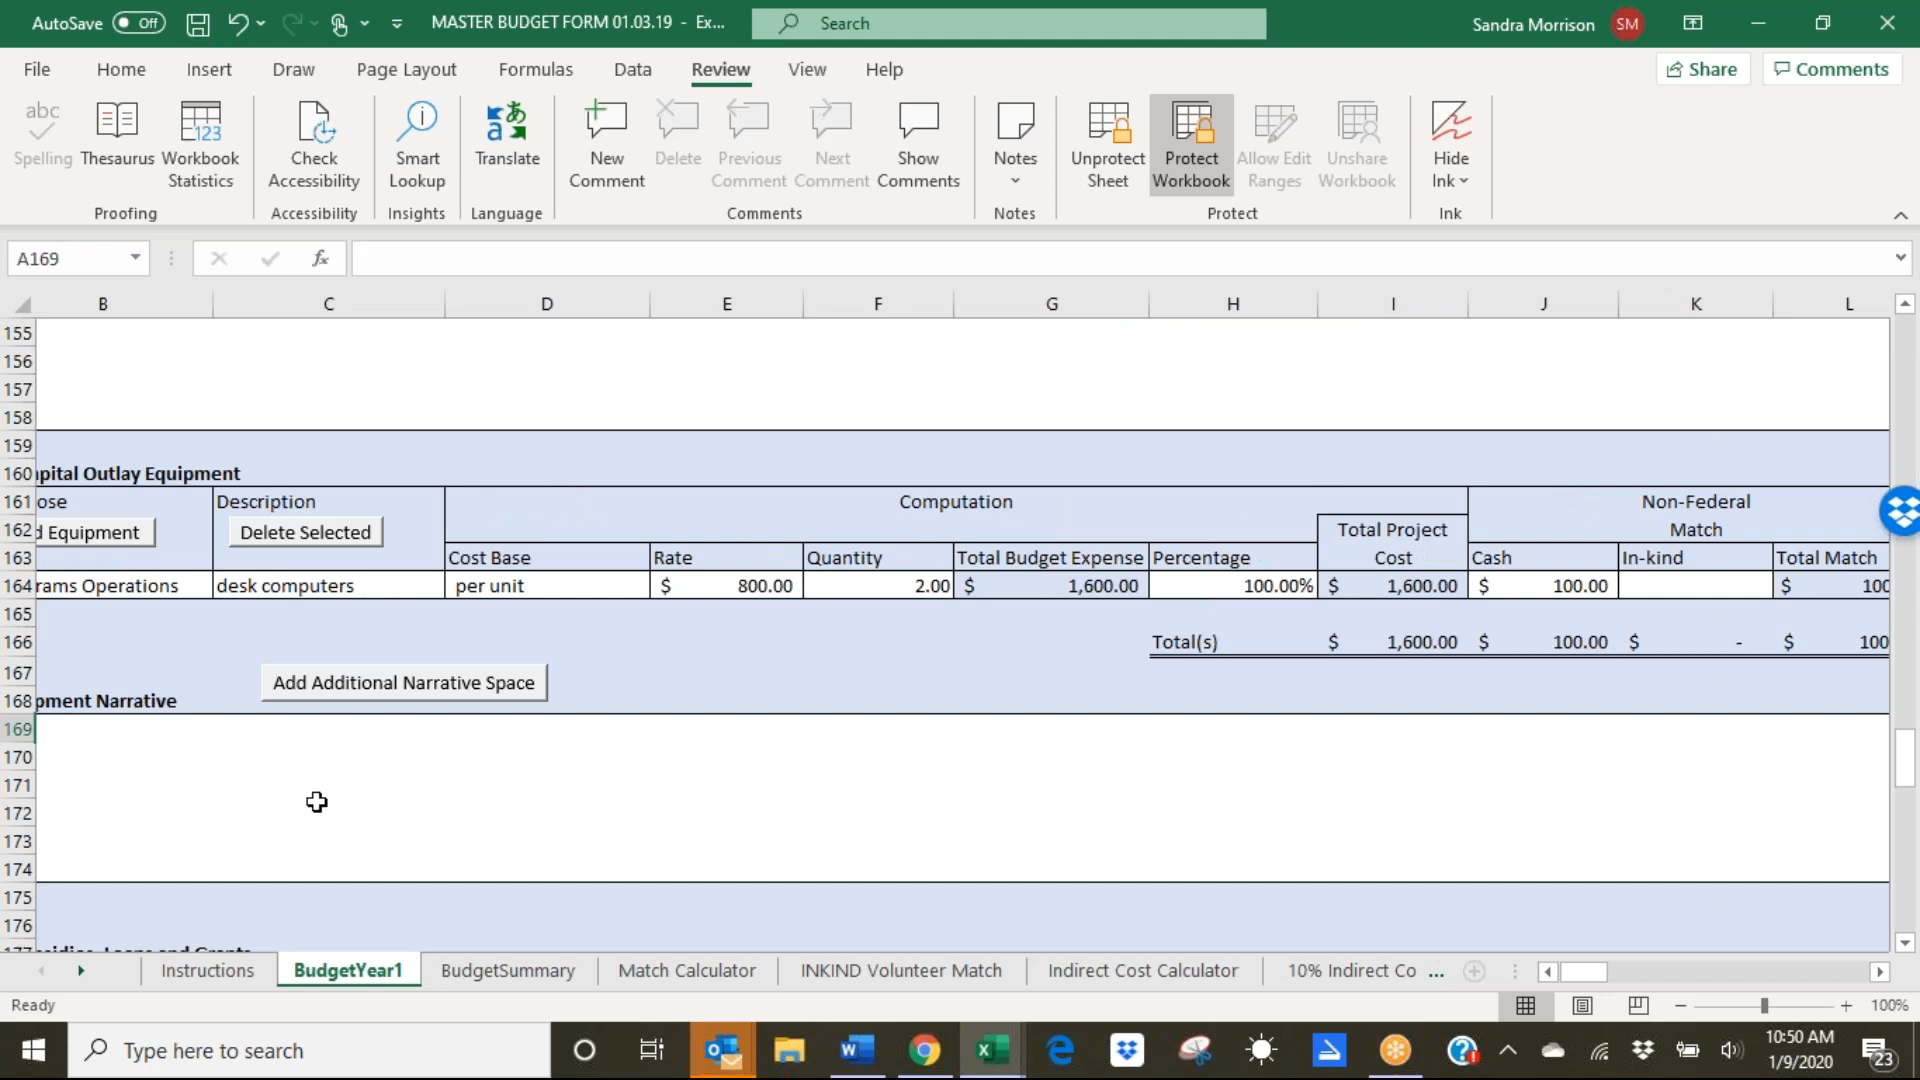 AutoSave Off MASTER BUDGET FORM 01.03.19 - Ex... Search Sandra Morrison SM
File Home Insert Draw Page Layout Formulas Data Review View Help Share Comments
abc 123
Spelling Thesaurus Workbook Statistics Check Accessibility Smart Lookup Translate New Comment Delete Previous Comment Next Comment Show Comments Notes Unprotect Sheet Protect Workbook Allow Edit Ranges Unshare Workbook Hide Ink
Proofing Accessibility Insights Language Comments Notes Protect Ink
A169 fx
B C D E F G H I J K L
155
156
157
158
159
160 pital Outlay Equipment
161 ose Description Computation Non-Federal
162 d Equipment Delete Selected Total Project Match
163 Cost Base Rate Quantity Total Budget Expense Percentage Cost Cash In-kind Total Match
164 rams Operations desk computers per unit $ 800.00 2.00 $ 1,600.00 100.00% $ 1,600.00 $ 100.00 $ 100
165
166 Total(s) $ 1,600.00 $ 100.00 $ - $ 100
167 Add Additional Narrative Space
168 pment Narrative
169
170
171
172
173
174
175
176
Instructions BudgetYear1 BudgetSummary Match Calculator INKIND Volunteer Match Indirect Cost Calculator 10% Indirect Co ...
Ready 100%
Type here to search 10:50 AM
1/9/2020 23